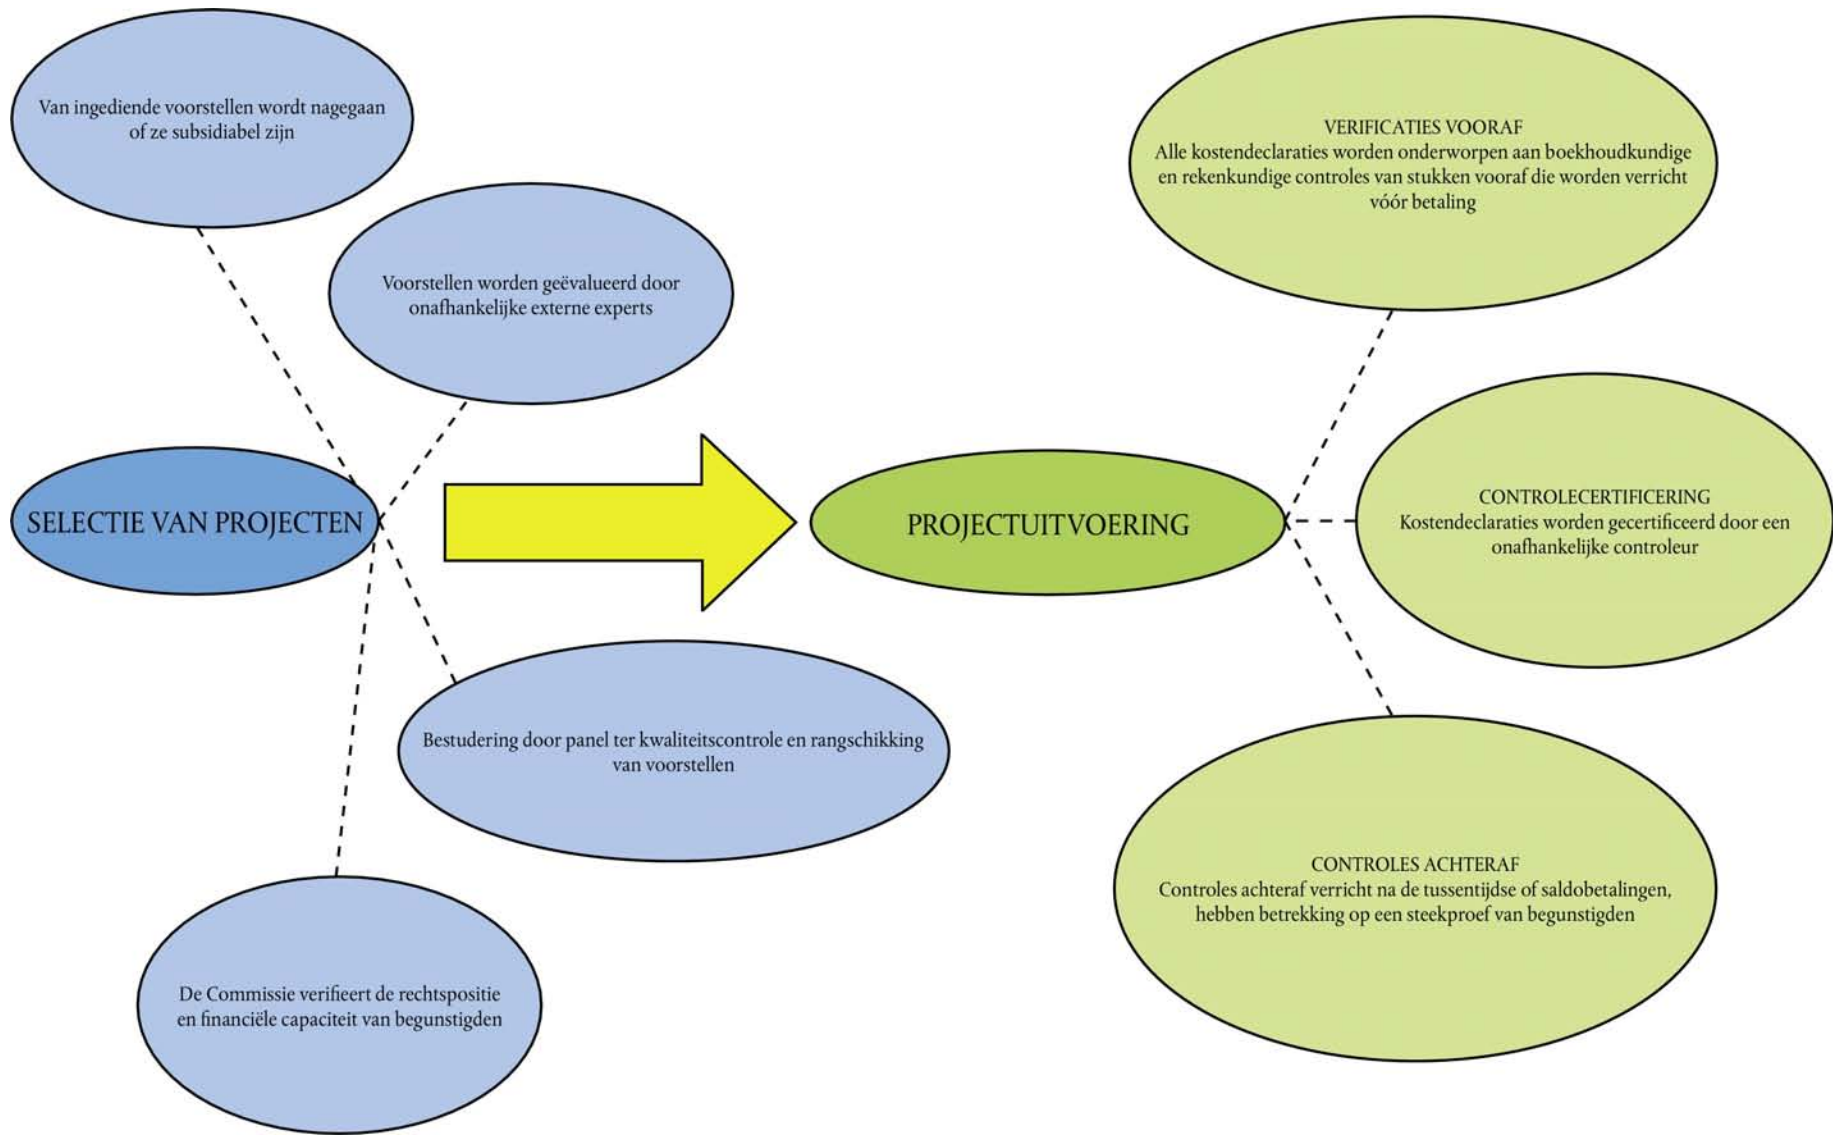 Van ingediende voorstellen wordt nagegaan
of ze subsidiabel zijn
Voorstellen worden geëvalueerd door
onafhankelijke externe experts
SELECTIE VAN PROJECTEN
Bestudering door panel ter kwaliteitscontrole en rangschikking
van voorstellen
De Commissie verifieert de rechtspositie
en financiële capaciteit van begunstigden
PROJECTUITVOERING
VERIFICATIES VOORAF
Alle kostendeclaraties worden onderworpen aan boekhoudkundige
en rekenkundige controles van stukken vooraf die worden verricht
vóór betaling
CONTROLECERTIFICERING
Kostendeclaraties worden gecertificeerd door een
onafhankelijke controleur
CONTROLES ACHTERAF
Controles achteraf verricht na de tussentijdse of saldobetalingen,
hebben betrekking op een steekproef van begunstigden